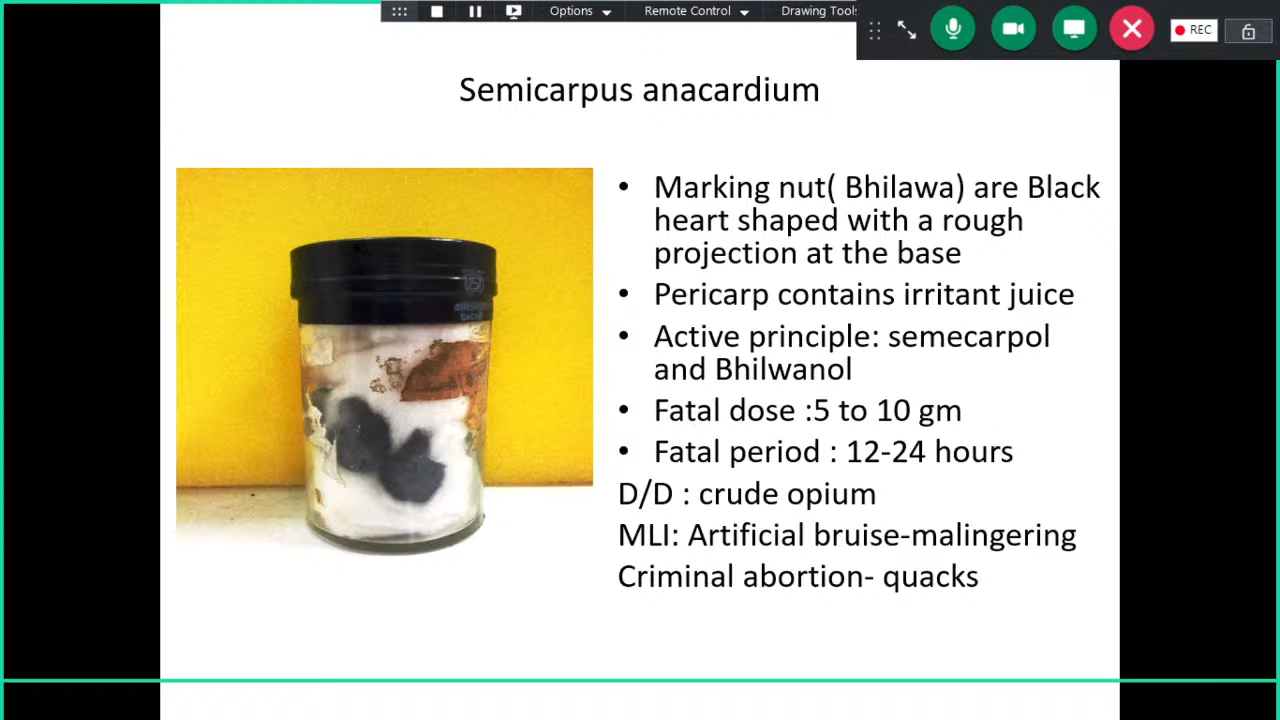 Options
Remote Control
Drawing Tools
REC
Semicarpus anacardium
• Marking nut( Bhilawa) are Black
heart shaped with a rough
projection at the base
• Pericarp contains irritant juice
• Active principle: semecarpol
and Bhilwanol
• Fatal dose :5 to 10 gm
• Fatal period : 12-24 hours
D/D : crude opium
MLI: Artificial bruise-malingering
Criminal abortion- quacks